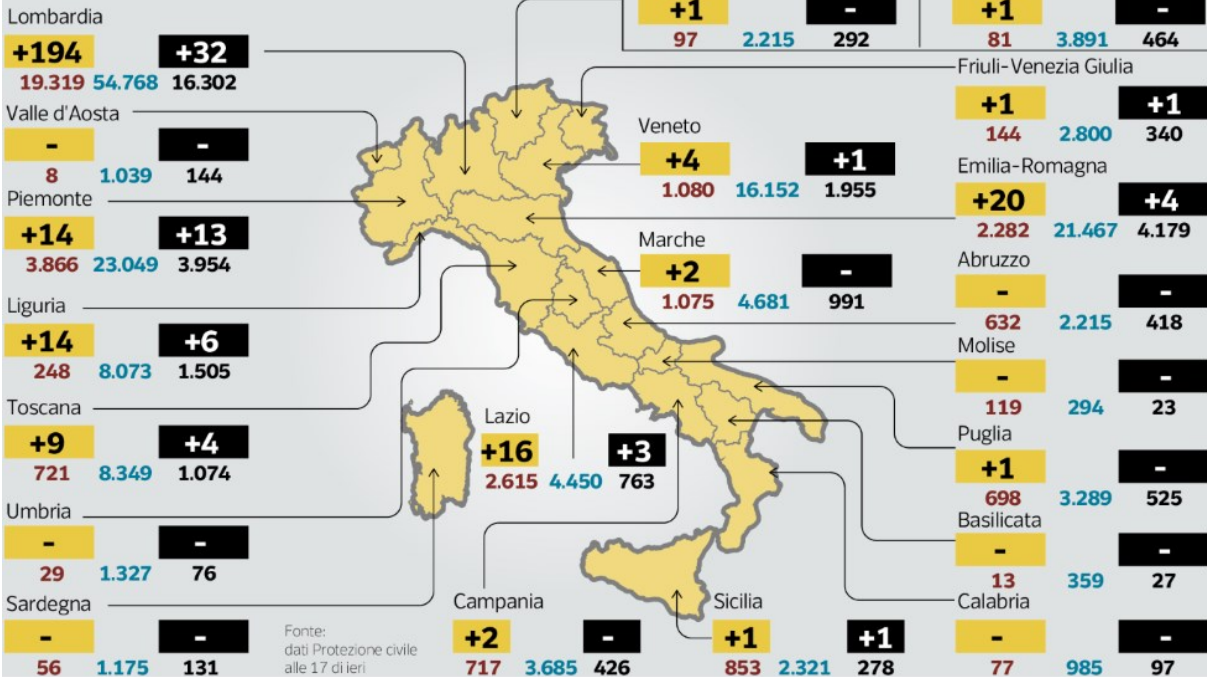 +1 -
97 2.215 292
+1 -
81 3.891 464
Lombardia
+194 +32
19.319 54.768 16.302
Valle d'Aosta
- -
8 1.039 144
Piemonte
+14 +13
3.866 23.049 3.954
Liguria
+14 +6
248 8.073 1.505
Toscana
+9 +4
721 8.349 1.074
Umbria
- -
29 1.327 76
Sardegna
- -
56 1.175 131
Fonte:
dati Protezione civile
alle 17 di ieri
Veneto
+4 +1
1.080 16.152 1.955
Marche
+2 -
1.075 4.681 991
Lazio
+16 +3
2.615 4.450 763
Campania
+2 -
717 3.685 426
Sicilia
+1 +1
853 2.321 278
Friuli-Venezia Giulia
+1 +1
144 2.800 340
Emilia-Romagna
+20 +4
2.282 21.467 4.179
Abruzzo
- -
632 2.215 418
Molise
- -
119 294 23
Puglia
+1 -
698 3.289 525
Basilicata
- -
13 359 27
Calabria
- -
77 985 97